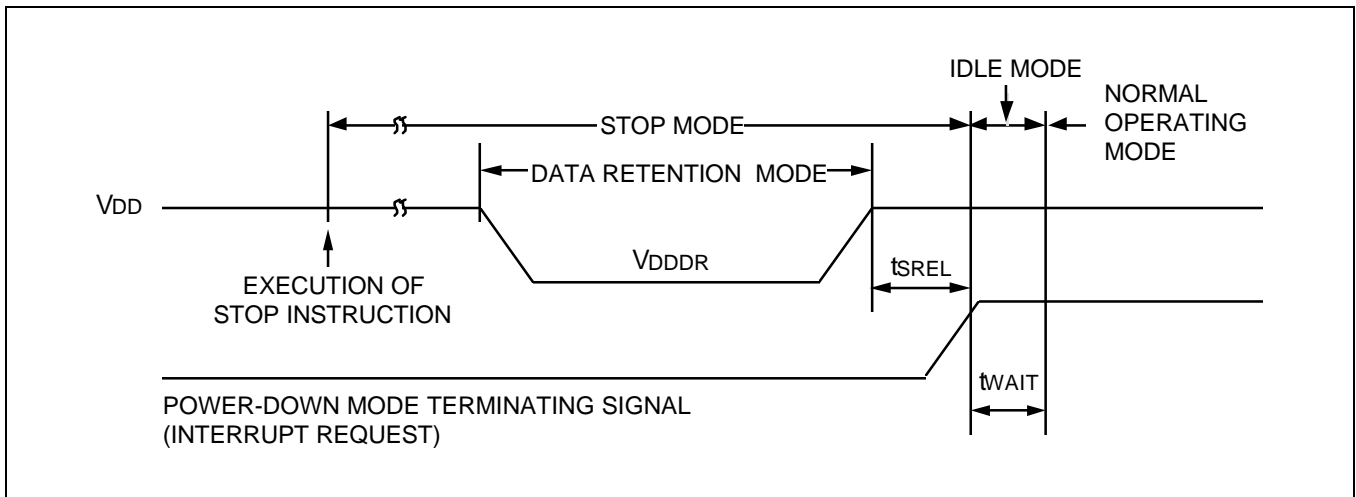 IDLE MODE
NORMAL
OPERATING
MODE
STOP MODE
DATA RETENTION MODE
VDD
VDDDR
tSREL
EXECUTION OF
STOP INSTRUCTION
tWAIT
POWER-DOWN MODE TERMINATING SIGNAL
(INTERRUPT REQUEST)